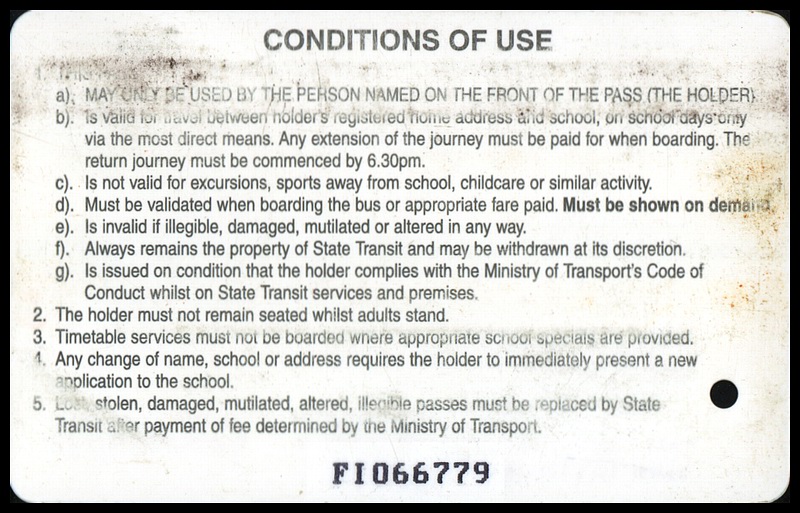 CONDITIONS OF USE
1. THIS
a). MAY ONLY BE USED BY THE PERSON NAMED ON THE FRONT OF THE PASS (THE HOLDER).
b). Is valid for travel between holder's registered home address and school, on school days only
via the most direct means. Any extension of the journey must be paid for when boarding. The
return journey must be commenced by 6.30pm.
c). Is not valid for excursions, sports away from school, childcare or similar activity.
d). Must be validated when boarding the bus or appropriate fare paid. Must be shown on demand.
e). Is invalid if illegible, damaged, mutilated or altered in any way.
f). Always remains the property of State Transit and may be withdrawn at its discretion.
g). Is issued on condition that the holder complies with the Ministry of Transport's Code of
Conduct whilst on State Transit services and premises.
2. The holder must not remain seated whilst adults stand.
3. Timetable services must not be boarded where appropriate school specials are provided.
4. Any change of name, school or address requires the holder to immediately present a new
application to the school.
5. Lost, stolen, damaged, mutilated, altered, illegible passes must be replaced by State
Transit after payment of fee determined by the Ministry of Transport.
FI066779